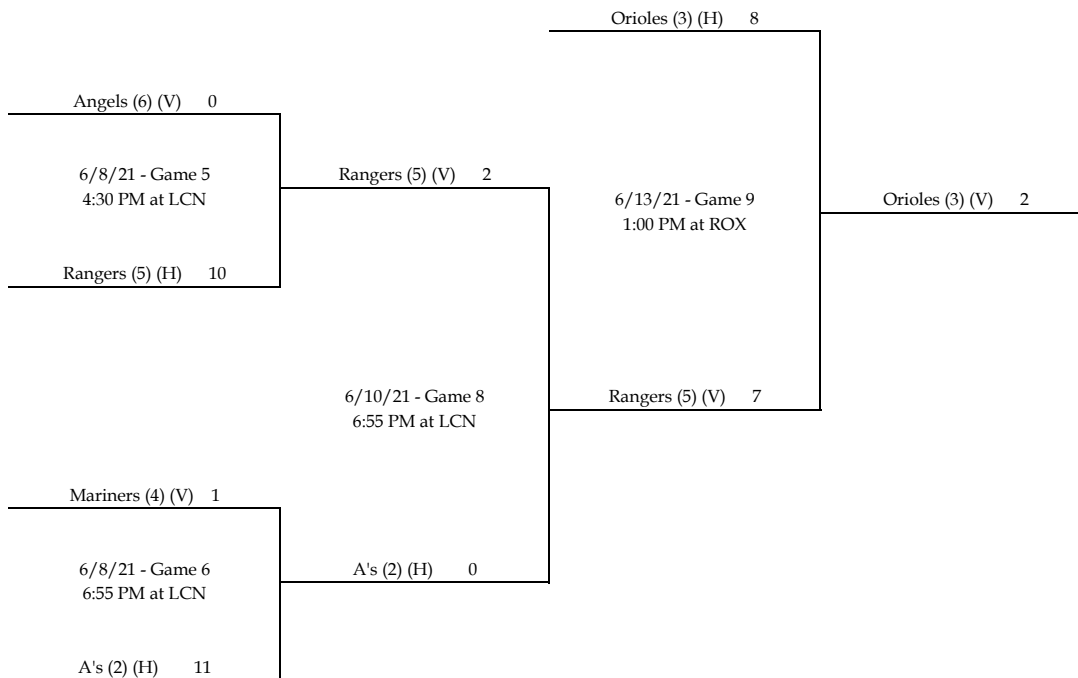 Orioles (3) (H) 8
Angels (6) (V) 0
6/8/21 - Game 5
4:30 PM at LCN
Rangers (5) (V) 2
6/13/21 - Game 9
1:00 PM at ROX
Orioles (3) (V) 2
Rangers (5) (H) 10
6/10/21 - Game 8
6:55 PM at LCN
Rangers (5) (V) 7
Mariners (4) (V) 1
6/8/21 - Game 6
6:55 PM at LCN
A's (2) (H) 0
A's (2) (H) 11